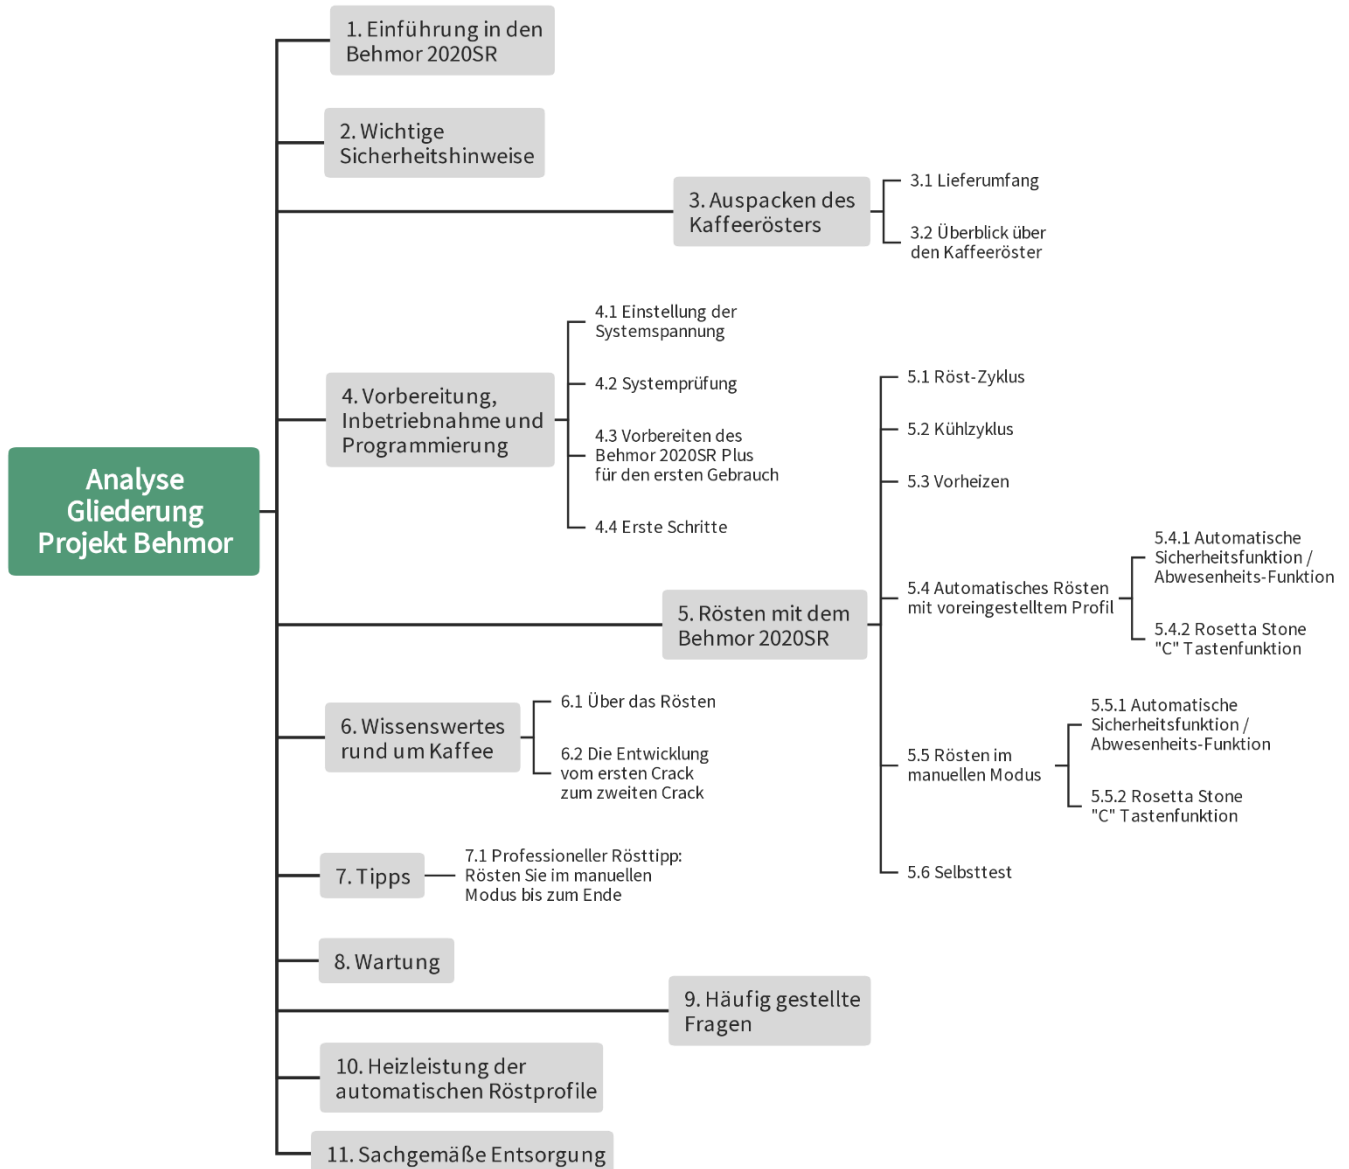 Analyse
Gliederung
Projekt Behmor
1. Einführung in den
Behmor 2020SR
2. Wichtige
Sicherheitshinweise
3. Auspacken des
Kaffeerösters
3.1 Lieferumfang
3.2 Überblick über
den Kaffeeröster
4. Vorbereitung,
Inbetriebnahme und
Programmierung
4.1 Einstellung der
Systemspannung
4.2 Systemprüfung
4.3 Vorbereiten des
Behmor 2020SR Plus
für den ersten Gebrauch
4.4 Erste Schritte
5. Rösten mit dem
Behmor 2020SR
5.1 Röst-Zyklus
5.2 Kühlzyklus
5.3 Vorheizen
5.4 Automatisches Rösten
mit voreingestelltem Profil
5.4.1 Automatische
Sicherheitsfunktion /
Abwesenheits-Funktion
5.4.2 Rosetta Stone
"C" Tastenfunktion
5.5 Rösten im
manuellen Modus
5.5.1 Automatische
Sicherheitsfunktion /
Abwesenheits-Funktion
5.5.2 Rosetta Stone
"C" Tastenfunktion
5.6 Selbsttest
6. Wissenswertes
rund um Kaffee
6.1 Über das Rösten
6.2 Die Entwicklung
vom ersten Crack
zum zweiten Crack
7. Tipps
7.1 Professioneller Rösttipp:
Rösten Sie im manuellen
Modus bis zum Ende
8. Wartung
9. Häufig gestellte
Fragen
10. Heizleistung der
automatischen Röstprofile
11. Sachgemäße Entsorgung